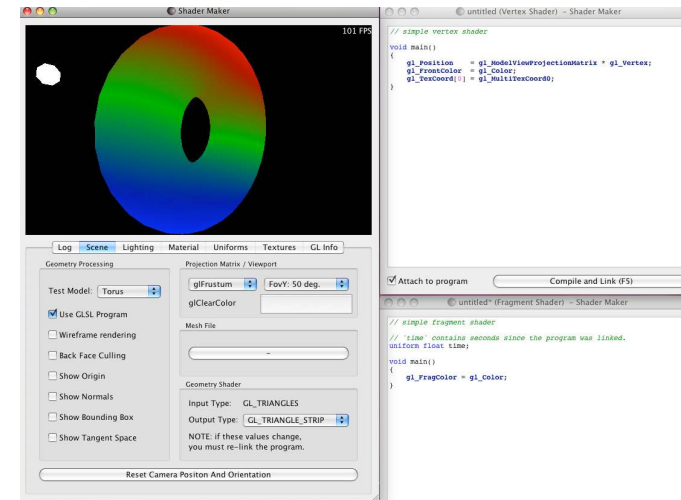 Shader Maker
101 FPS
Log Scene Lighting Material Uniforms Textures GL Info
Geometry Processing
Test Model: Torus
Use GLSL Program
Wireframe rendering
Back Face Culling
Show Origin
Show Normals
Show Bounding Box
Show Tangent Space
Projection Matrix / Viewport
glFrustum FovY: 50 deg.
glClearColor
Mesh File
–
Geometry Shader
Input Type: GL_TRIANGLES
Output Type: GL_TRIANGLE_STRIP
NOTE: if these values change,
you must re-link the program.
Reset Camera Positon And Orientation
untitled (Vertex Shader) – Shader Maker
// simple vertex shader
void main()
{
gl_Position = gl_ModelViewProjectionMatrix * gl_Vertex;
gl_FrontColor = gl_Color;
gl_TexCoord[0] = gl_MultiTexCoord0;
}
Attach to program Compile and Link (F5)
untitled* (Fragment Shader) – Shader Maker
// simple fragment shader
// `time` contains seconds since the program was linked.
uniform float time;
void main()
{
gl_FragColor = gl_Color;
}